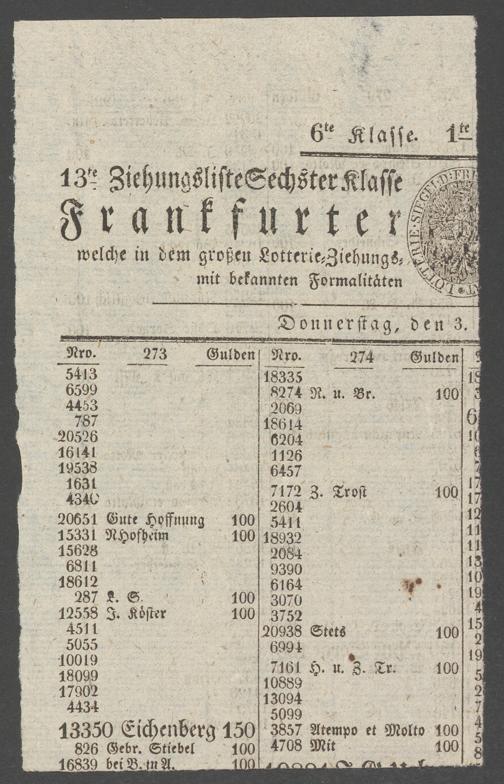 6te Klasse. 1te
13te Ziehungsliste Sechster Klasse
Frankfurter
welche in dem großen Lotterie-Ziehungs-
mit bekannten Formalitäten
LOTTERIE-SIEGEL D: FR
Donnerstag, den 3.
Nro. 273 Gulden
5413
6599
4453
787
20526
16141
19538
1631
4340
20651 Gute Hoffnung 100
15331 N Hofheim 100
15628
6811
18612
287 L. S. 100
12558 J. Köster 100
4511
5055
10019
18099
17902
4434
13350 Eichenberg 150
826 Gebr. Stiebel 100
16839 bei B. in A. 100
Nro. 274 Gulden
18335
8274 N. u. Br. 100
2069
18614
6204
1126
6457
7172 Z. Trost 100
2604
5411
18932
2084
9390
6164
3070
3752
20938 Stets 100
6994
7161 H. u. Z. Tr. 100
10889
13094
5099
3857 Atempo et Molto 100
4708 Mit 100